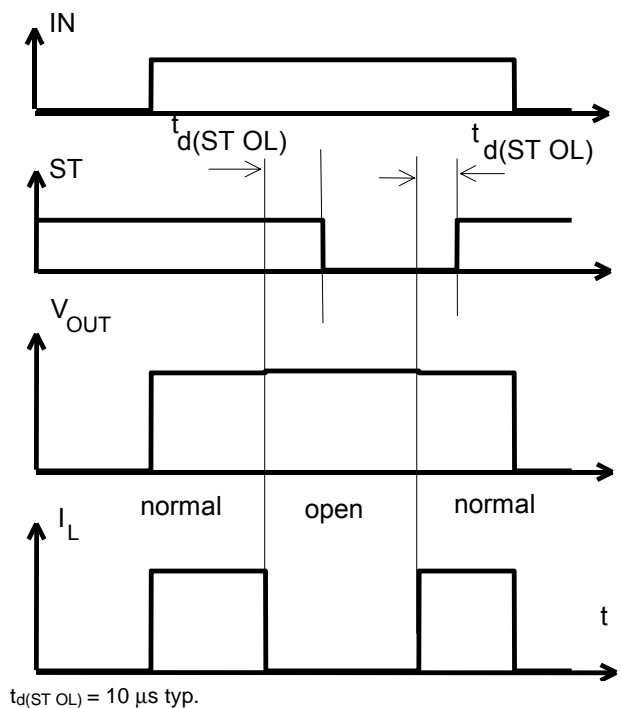 IN
td(ST OL)
td(ST OL)
ST
VOUT
normal
open
normal
IL
t
td(ST OL) = 10 μs typ.